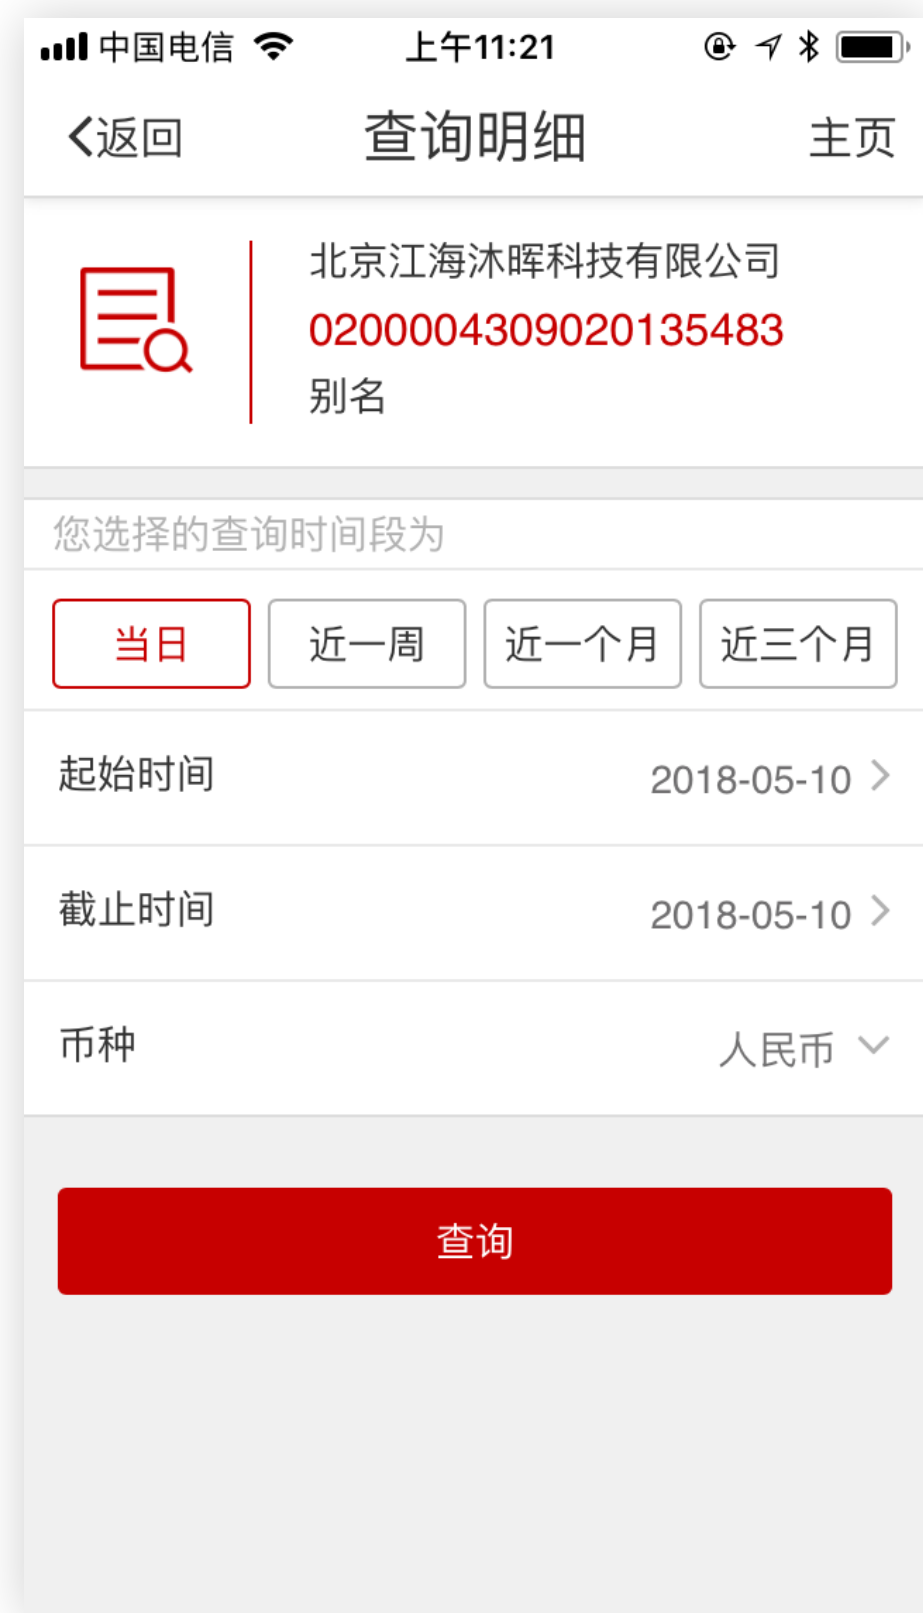 中国电信 上午11:21
返回 查询明细 主页
北京江海沐晖科技有限公司
0200004309020135483
别名
您选择的查询时间段为
当日 近一周 近一个月 近三个月
起始时间 2018-05-10
截止时间 2018-05-10
币种 人民币
查询